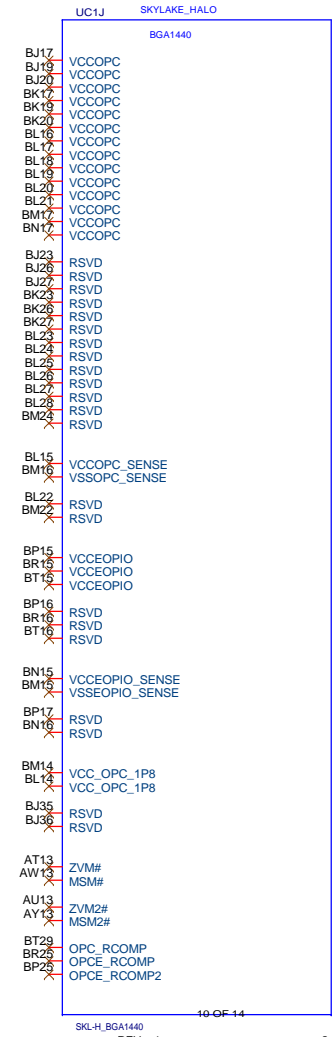 UC1J SKYLAKE_HALO
BGA1440
BJ17 VCCOPC
BJ19 VCCOPC
BJ20 VCCOPC
BK17 VCCOPC
BK19 VCCOPC
BK20 VCCOPC
BL16 VCCOPC
BL17 VCCOPC
BL18 VCCOPC
BL19 VCCOPC
BL20 VCCOPC
BL21 VCCOPC
BM17 VCCOPC
BN17 VCCOPC
BJ23 RSVD
BJ26 RSVD
BJ27 RSVD
BK23 RSVD
BK26 RSVD
BK27 RSVD
BL23 RSVD
BL24 RSVD
BL25 RSVD
BL26 RSVD
BL27 RSVD
BL28 RSVD
BM24 RSVD
BL15 VCCOPC_SENSE
BM16 VSSOPC_SENSE
BL22 RSVD
BM22 RSVD
BP15 VCCEOPIO
BR15 VCCEOPIO
BT15 VCCEOPIO
BP16 RSVD
BR16 RSVD
BT16 RSVD
BN15 VCCEOPIO_SENSE
BM15 VSSEOPIO_SENSE
BP17 RSVD
BN16 RSVD
BM14 VCC_OPC_1P8
BL14 VCC_OPC_1P8
BJ35 RSVD
BJ36 RSVD
AT13 ZVM#
AW13 MSM#
AU13 ZVM2#
AY13 MSM2#
BT29 OPC_RCOMP
BR25 OPCE_RCOMP
BP25 OPCE_RCOMP2
10 OF 14
SKL-H_BGA1440